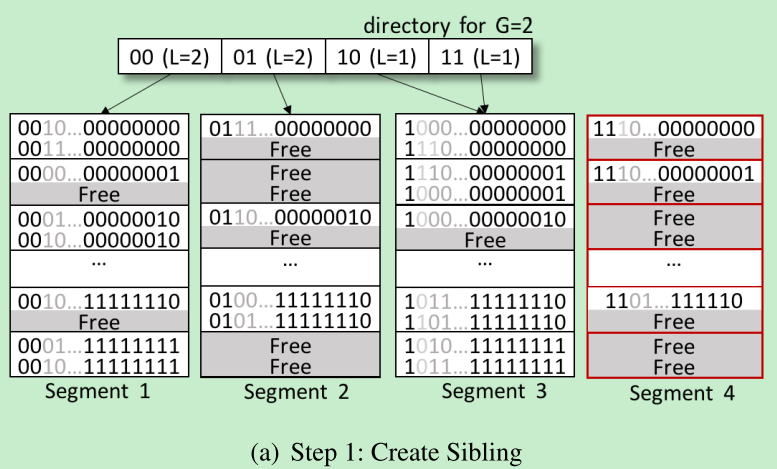 directory for G=2
00 (L=2) 01 (L=2) 10 (L=1) 11 (L=1)
0010...00000000
0011...00000000
0000...00000001
Free
0001...00000010
0010...00000010
...
0010...11111110
Free
0001...11111111
0010...11111111
Segment 1
0111...00000000
Free
Free
Free
0110...00000010
Free
...
0100...11111110
0101...11111110
Free
Free
Segment 2
1000...00000000
1110...00000000
1110...00000001
1000...00000001
1000...00000010
Free
...
1011...11111110
1101...11111110
1010...11111111
1011...11111111
Segment 3
1110...00000000
Free
1110...00000001
Free
Free
Free
...
1101...111110
Free
Free
Free
Segment 4
(a) Step 1: Create Sibling